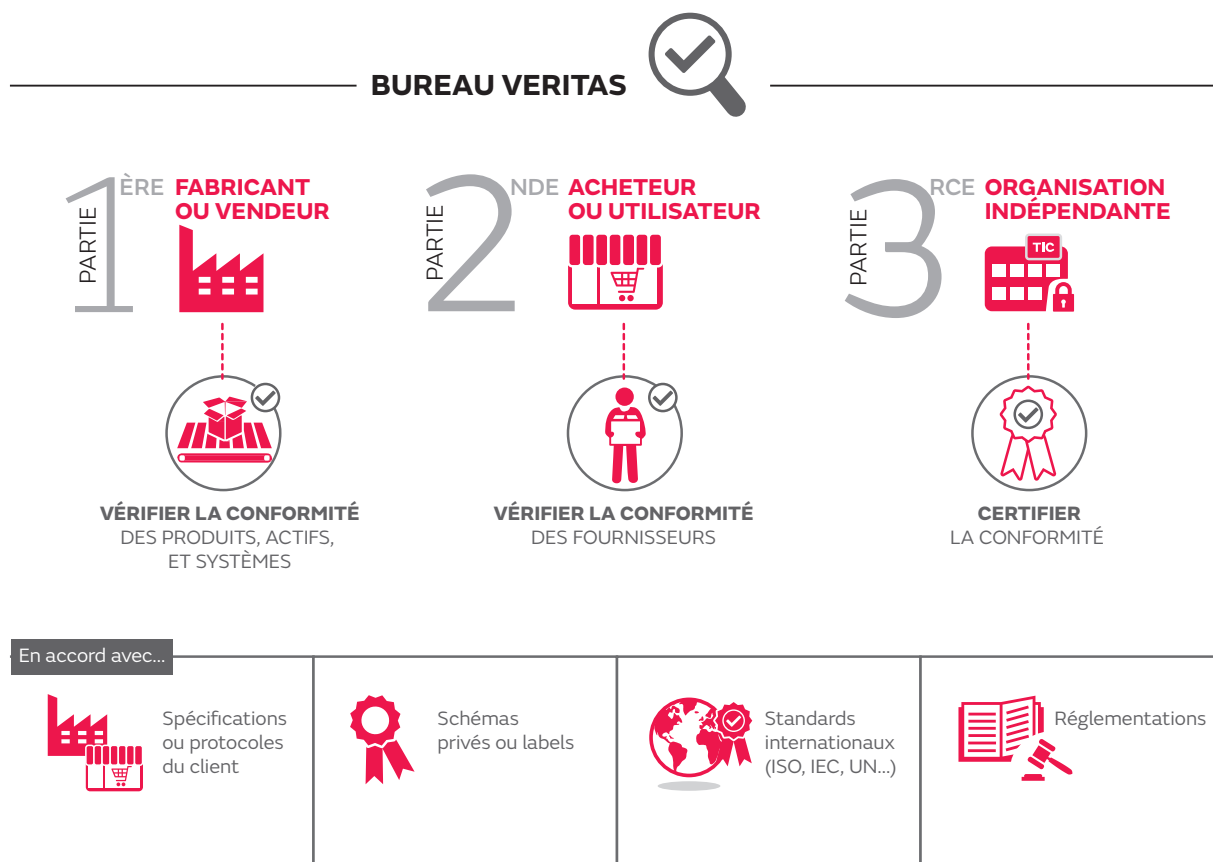 BUREAU VERITAS
1ÈRE PARTIE
FABRICANT
OU VENDEUR
2NDE PARTIE
ACHETEUR
OU UTILISATEUR
3RCE PARTIE
ORGANISATION
INDÉPENDANTE
TIC
VÉRIFIER LA CONFORMITÉ
DES PRODUITS, ACTIFS,
ET SYSTÈMES
VÉRIFIER LA CONFORMITÉ
DES FOURNISSEURS
CERTIFIER
LA CONFORMITÉ
En accord avec...
Spécifications
ou protocoles
du client
Schémas
privés ou labels
Standards
internationaux
(ISO, IEC, UN...)
Réglementations